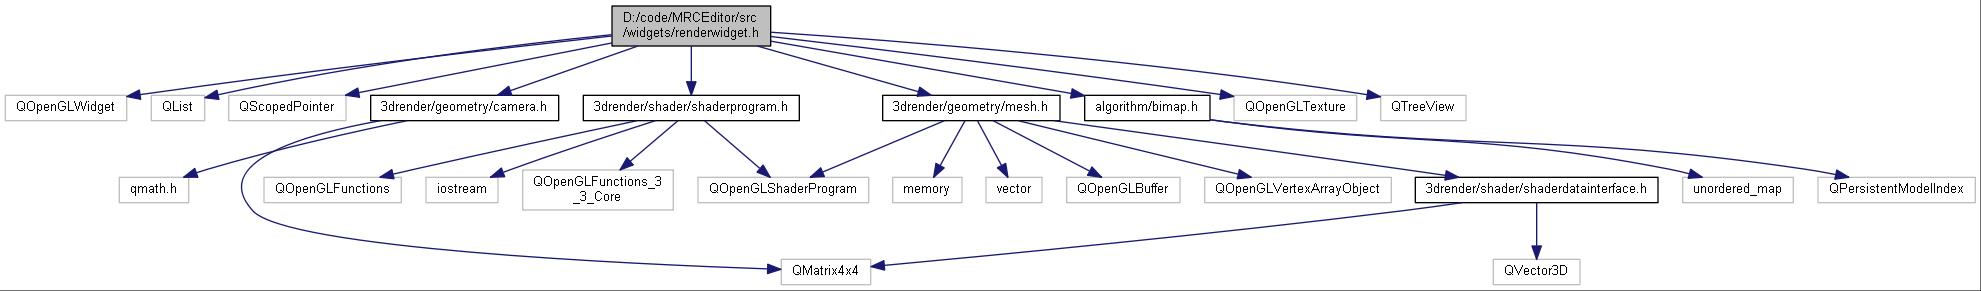 D:/code/MRCEditor/src
/widgets/renderwidget.h
QOpenGLWidget
QList
QScopedPointer
3drender/geometry/camera.h
3drender/shader/shaderprogram.h
3drender/geometry/mesh.h
algorithm/bimap.h
QOpenGLTexture
QTreeView
qmath.h
QOpenGLFunctions
iostream
QOpenGLFunctions_3
_3_Core
QOpenGLShaderProgram
memory
vector
QOpenGLBuffer
QOpenGLVertexArrayObject
3drender/shader/shaderdatainterface.h
unordered_map
QPersistentModelIndex
QMatrix4x4
QVector3D